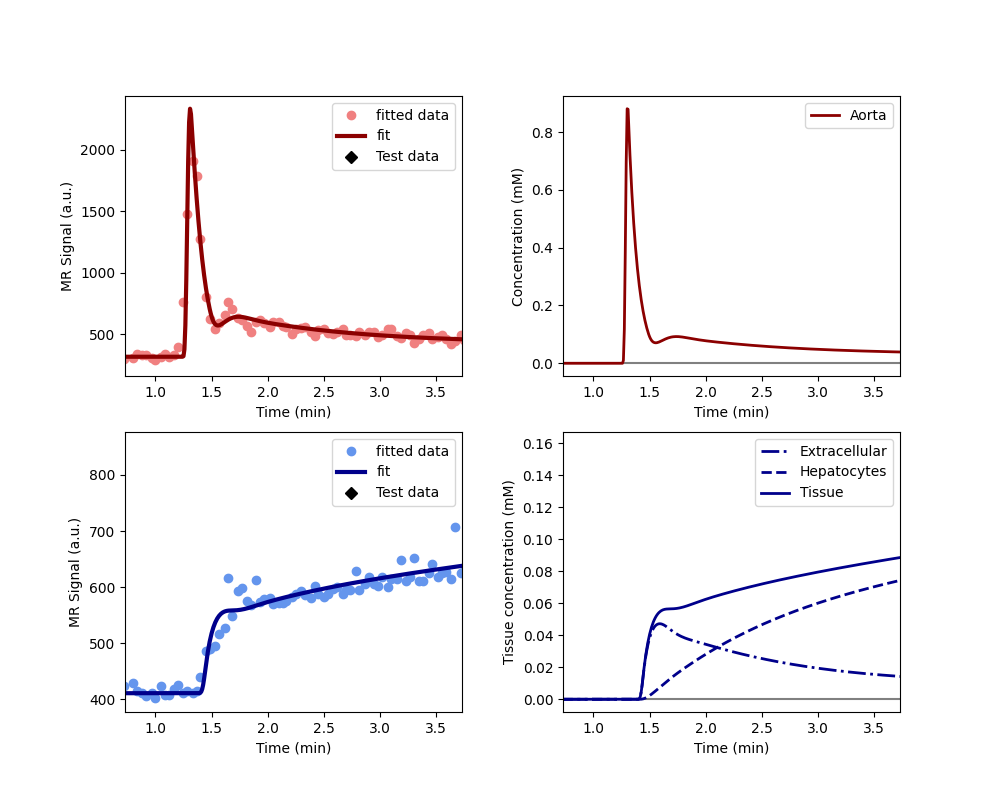 MR Signal (a.u.)
2000
1500
1000
500
1.0 1.5 2.0 2.5 3.0 3.5
Time (min)
fitted data
fit
Test data
Concentration (mM)
0.8
0.6
0.4
0.2
0.0
1.0 1.5 2.0 2.5 3.0 3.5
Time (min)
Aorta
MR Signal (a.u.)
800
700
600
500
400
1.0 1.5 2.0 2.5 3.0 3.5
Time (min)
fitted data
fit
Test data
Tissue concentration (mM)
0.16
0.14
0.12
0.10
0.08
0.06
0.04
0.02
0.00
1.0 1.5 2.0 2.5 3.0 3.5
Time (min)
Extracellular
Hepatocytes
Tissue